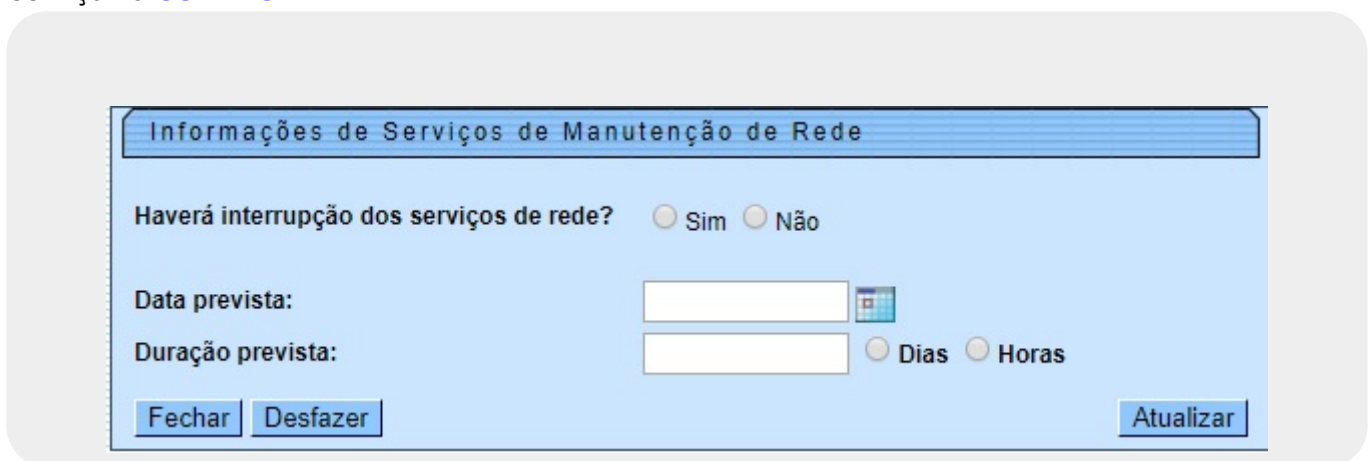 Informações de Serviços de Manutenção de Rede
Haverá interrupção dos serviços de rede? Sim Não
Data prevista:
Duração prevista: Dias Horas
Fechar Desfazer Atualizar